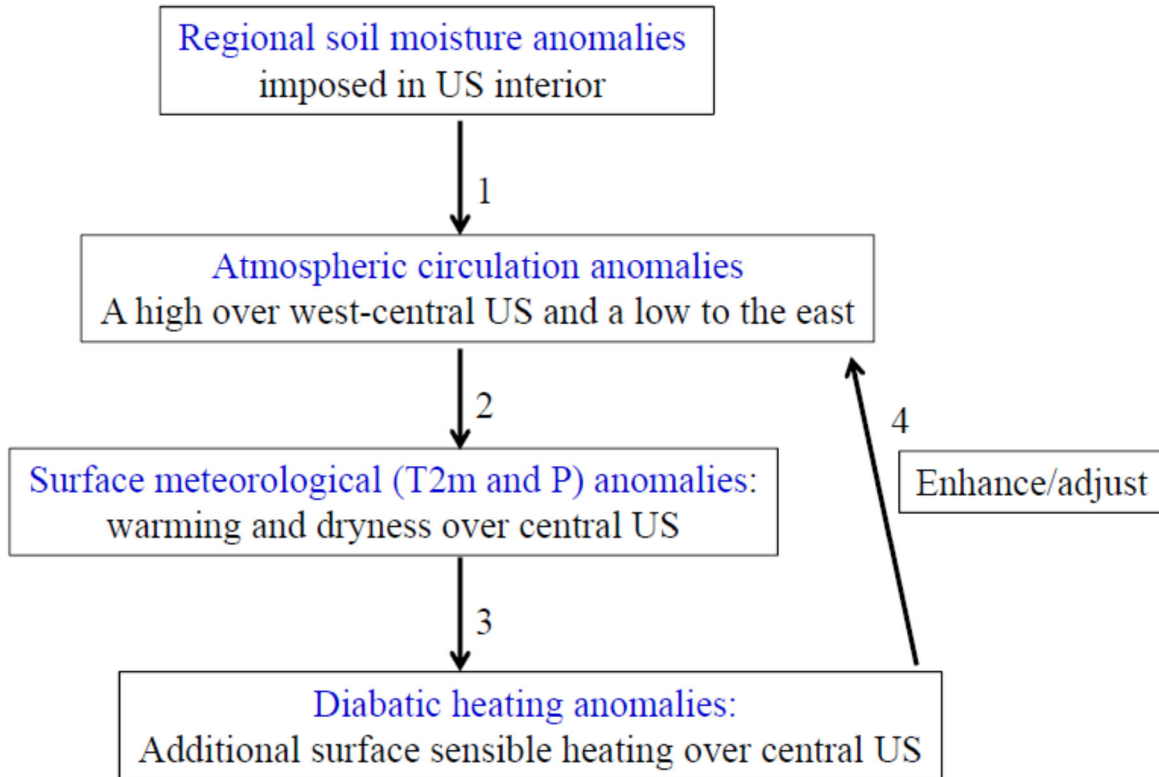 Regional soil moisture anomalies
imposed in US interior
1
Atmospheric circulation anomalies
A high over west-central US and a low to the east
2
4
Surface meteorological (T2m and P) anomalies:
warming and dryness over central US
Enhance/adjust
3
Diabatic heating anomalies:
Additional surface sensible heating over central US